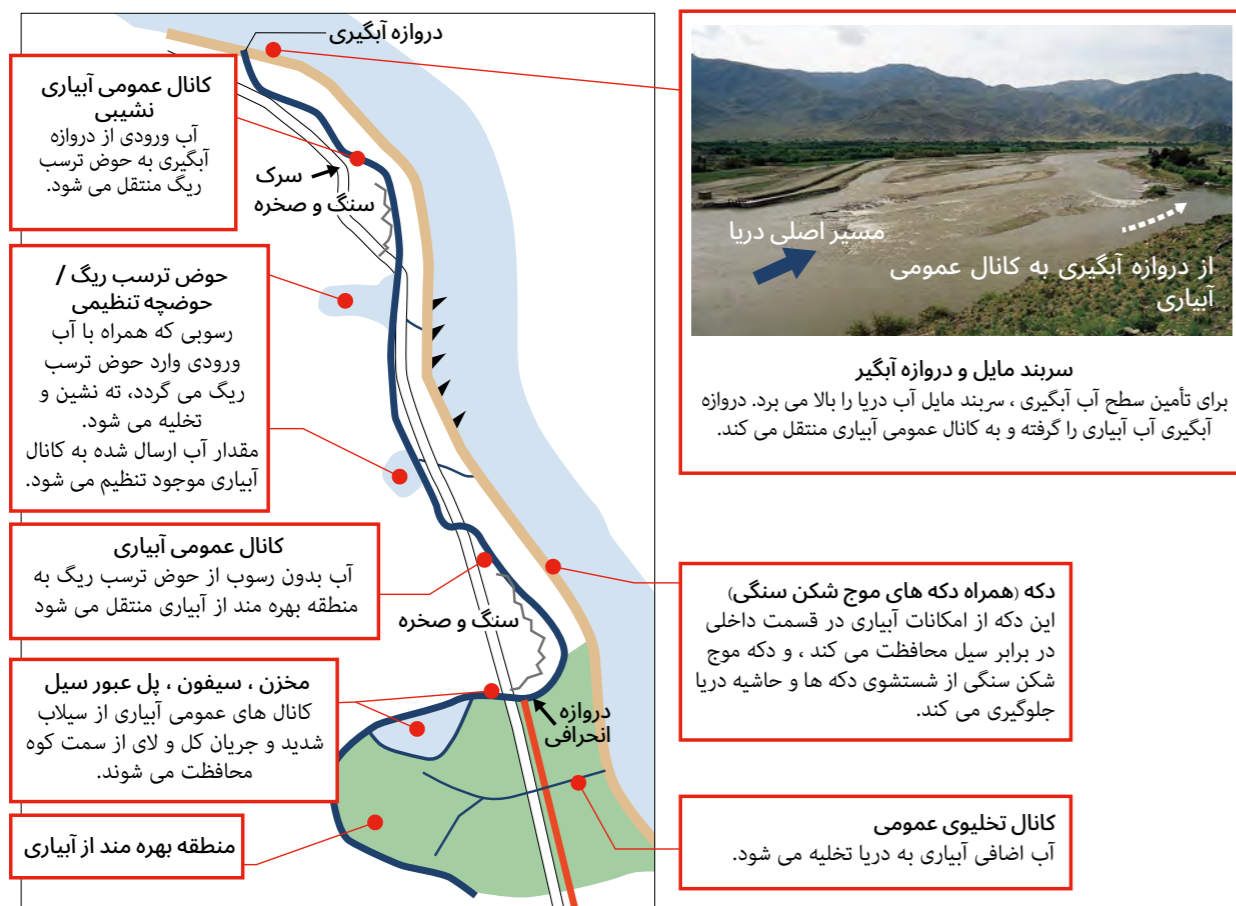 دروازه آبگیری
کانال عمومی آبیاری
نشیبی
آب ورودی از دروازه
آبگیری به حوض ترسب
ریگ منتقل می شود.
سرک
سنگ و صخره
حوض ترسب ریگ /
حوضچه تنظیمی
رسوبی که همراه با آب
ورودی وارد حوض ترسب
ریگ می گردد، ته نشین و
تخلیه می شود.
مقدار آب ارسال شده به کانال
آبیاری موجود تنظیم می شود.
کانال عمومی آبیاری
آب بدون رسوب از حوض ترسب ریگ به
منطقه بهره مند از آبیاری منتقل می شود
سنگ و صخره
مخزن ، سیفون ، پل عبور سیل
کانال های عمومی آبیاری از سیلاب
شدید و جریان کل و لای از سمت کوه
محافظت می شوند.
دروازه
انحرافی
منطقه بهره مند از آبیاری
مسیر اصلی دریا
از دروازه آبگیری به کانال عمومی
آبیاری
سربند مایل و دروازه آبگیر
برای تأمین سطح آب آبگیری ، سربند مایل آب دریا را بالا می برد. دروازه
آبگیری آب آبیاری را گرفته و به کانال عمومی آبیاری منتقل می کند.
دکه (همراه دکه های موج شکن سنگی)
این دکه از امکانات آبیاری در قسمت داخلی
در برابر سیل محافظت می کند ، و دکه موج
شکن سنگی از شستشوی دکه ها و حاشیه دریا
جلوگیری می کند.
کانال تخلیوی عمومی
آب اضافی آبیاری به دریا تخلیه می شود.